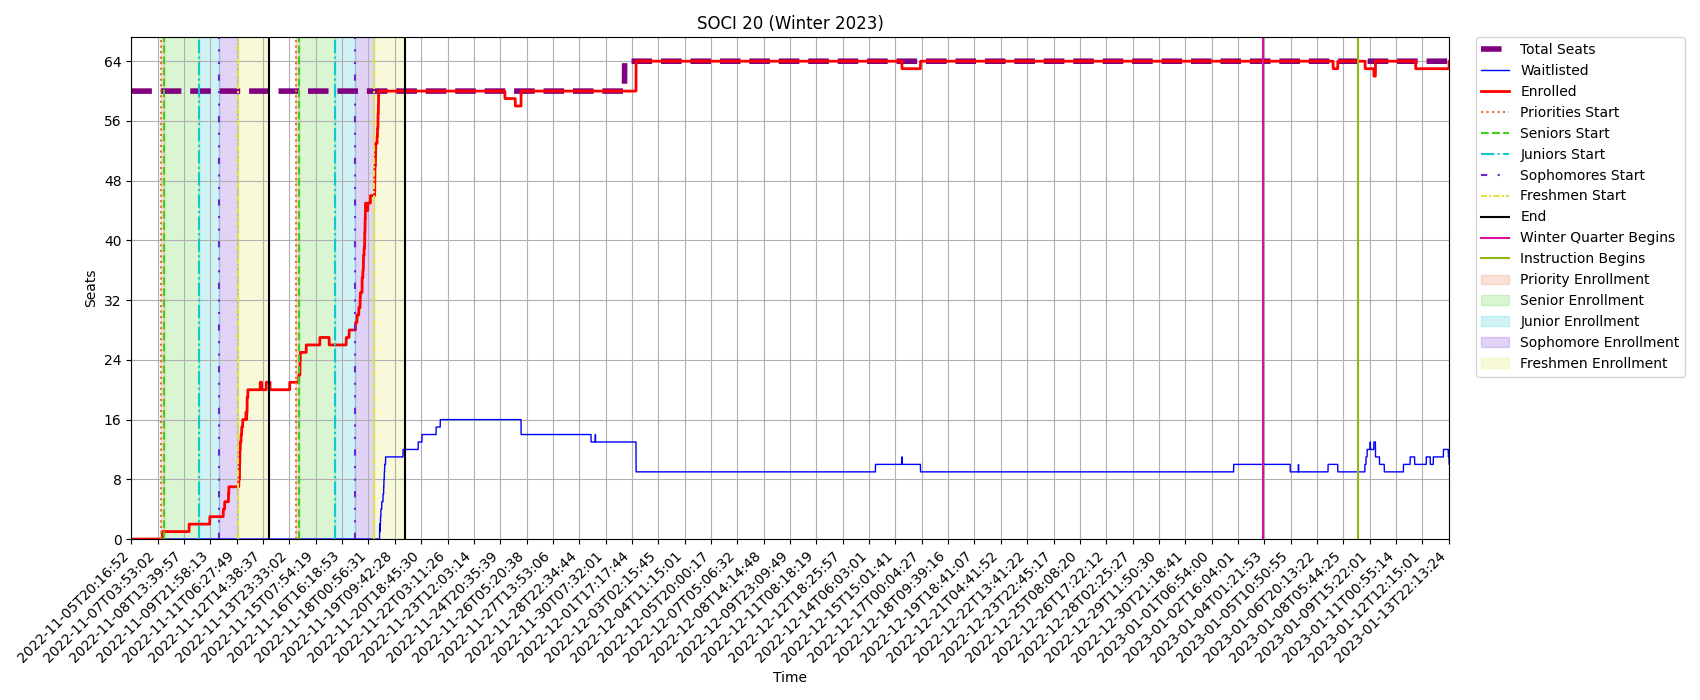 SOCI 20 (Winter 2023)
Seats
64
56
48
40
32
24
16
8
0
2022-11-05T20:16:52
2022-11-07T03:53:02
2022-11-08T13:39:57
2022-11-09T21:58:13
2022-11-11T06:27:49
2022-11-12T14:38:37
2022-11-13T23:33:02
2022-11-15T07:54:19
2022-11-16T16:18:53
2022-11-18T00:56:31
2022-11-19T09:42:28
2022-11-20T18:45:30
2022-11-22T03:11:26
2022-11-23T12:03:14
2022-11-24T20:35:39
2022-11-26T05:20:38
2022-11-27T13:53:06
2022-11-28T22:34:44
2022-11-30T07:32:01
2022-12-01T17:17:44
2022-12-03T02:15:45
2022-12-04T11:15:01
2022-12-05T20:00:17
2022-12-07T05:06:32
2022-12-08T14:14:48
2022-12-09T23:09:49
2022-12-11T08:18:19
2022-12-12T18:25:57
2022-12-14T06:03:01
2022-12-15T15:01:41
2022-12-17T00:04:27
2022-12-18T09:39:16
2022-12-19T18:41:07
2022-12-21T04:41:52
2022-12-22T13:41:22
2022-12-23T22:45:17
2022-12-25T08:08:20
2022-12-26T17:22:12
2022-12-28T02:25:27
2022-12-29T11:50:30
2022-12-30T21:18:41
2023-01-01T06:54:00
2023-01-02T16:04:01
2023-01-04T01:21:53
2023-01-05T10:50:55
2023-01-06T20:13:22
2023-01-08T05:44:25
2023-01-09T15:22:01
2023-01-11T00:55:14
2023-01-12T12:15:01
2023-01-13T22:13:24
Time
Total Seats
Waitlisted
Enrolled
Priorities Start
Seniors Start
Juniors Start
Sophomores Start
Freshmen Start
End
Winter Quarter Begins
Instruction Begins
Priority Enrollment
Senior Enrollment
Junior Enrollment
Sophomore Enrollment
Freshmen Enrollment